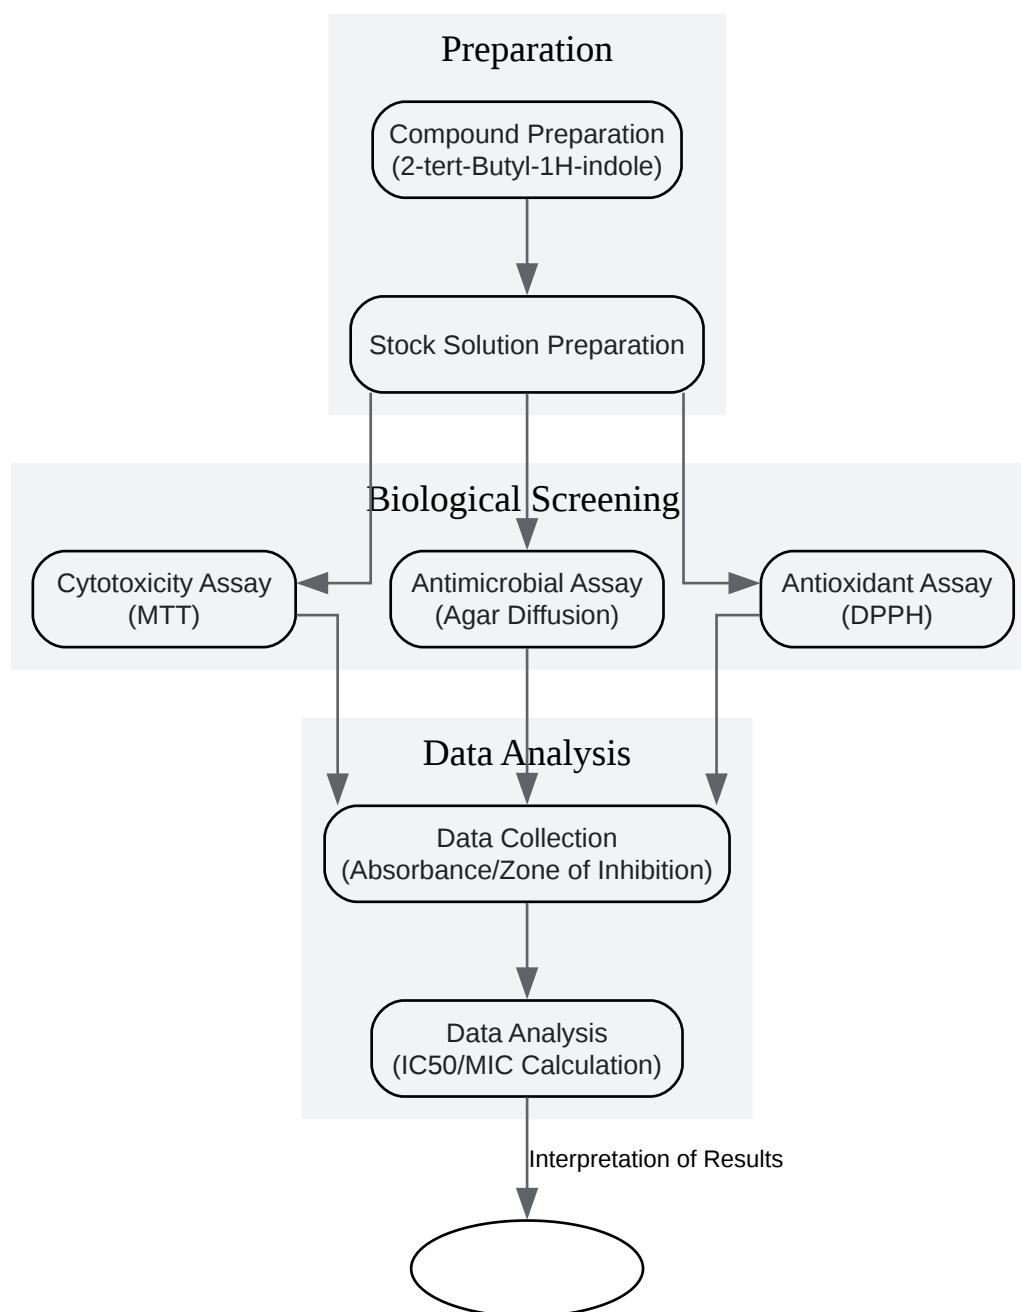 Preparation
Compound Preparation
(2-tert-Butyl-1H-indole)
Stock Solution Preparation
Biological Screening
Cytotoxicity Assay
(MTT)
Antimicrobial Assay
(Agar Diffusion)
Antioxidant Assay
(DPPH)
Data Analysis
Data Collection
(Absorbance/Zone of Inhibition)
Data Analysis
(IC50/MIC Calculation)
Interpretation of Results